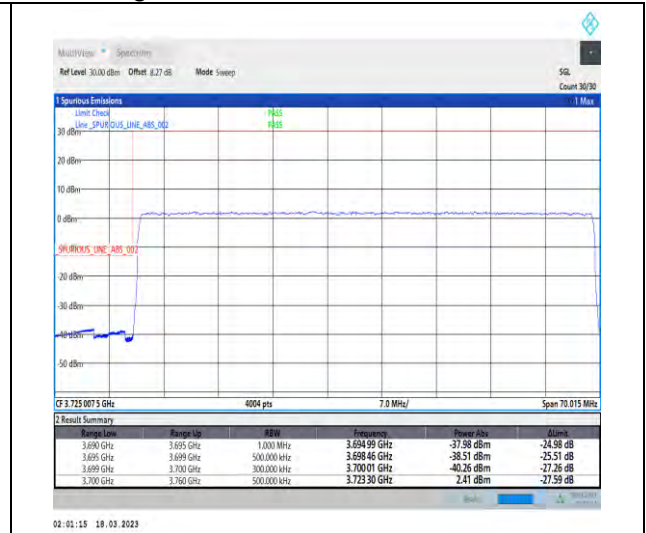 MultiView Spectrum
Ref Level 30.00 dBm Offset 8.27 dB Mode Sweep SGL
Count 30/30
1 Spurious Emissions 1 Max
Limit Check PASS
Line _SPURIOUS_LINE_ABS_002 PASS
30 dBm
20 dBm
10 dBm
0 dBm
_SPURIOUS_LINE_ABS_002
-20 dBm
-30 dBm
-40 dBm
-50 dBm
CF 3.725 007 5 GHz 4004 pts 7.0 MHz/ Span 70.015 MHz
2 Result Summary
Range Low Range Up RBW Frequency Power Abs ΔLimit
3.690 GHz 3.695 GHz 1.000 MHz 3.694 99 GHz -37.98 dBm -24.98 dB
3.695 GHz 3.699 GHz 500.000 kHz 3.698 46 GHz -38.51 dBm -25.51 dB
3.699 GHz 3.700 GHz 300.000 kHz 3.700 01 GHz -40.26 dBm -27.26 dB
3.700 GHz 3.760 GHz 500.000 kHz 3.723 30 GHz 2.41 dBm -27.59 dB
02:01:15 18.03.2023